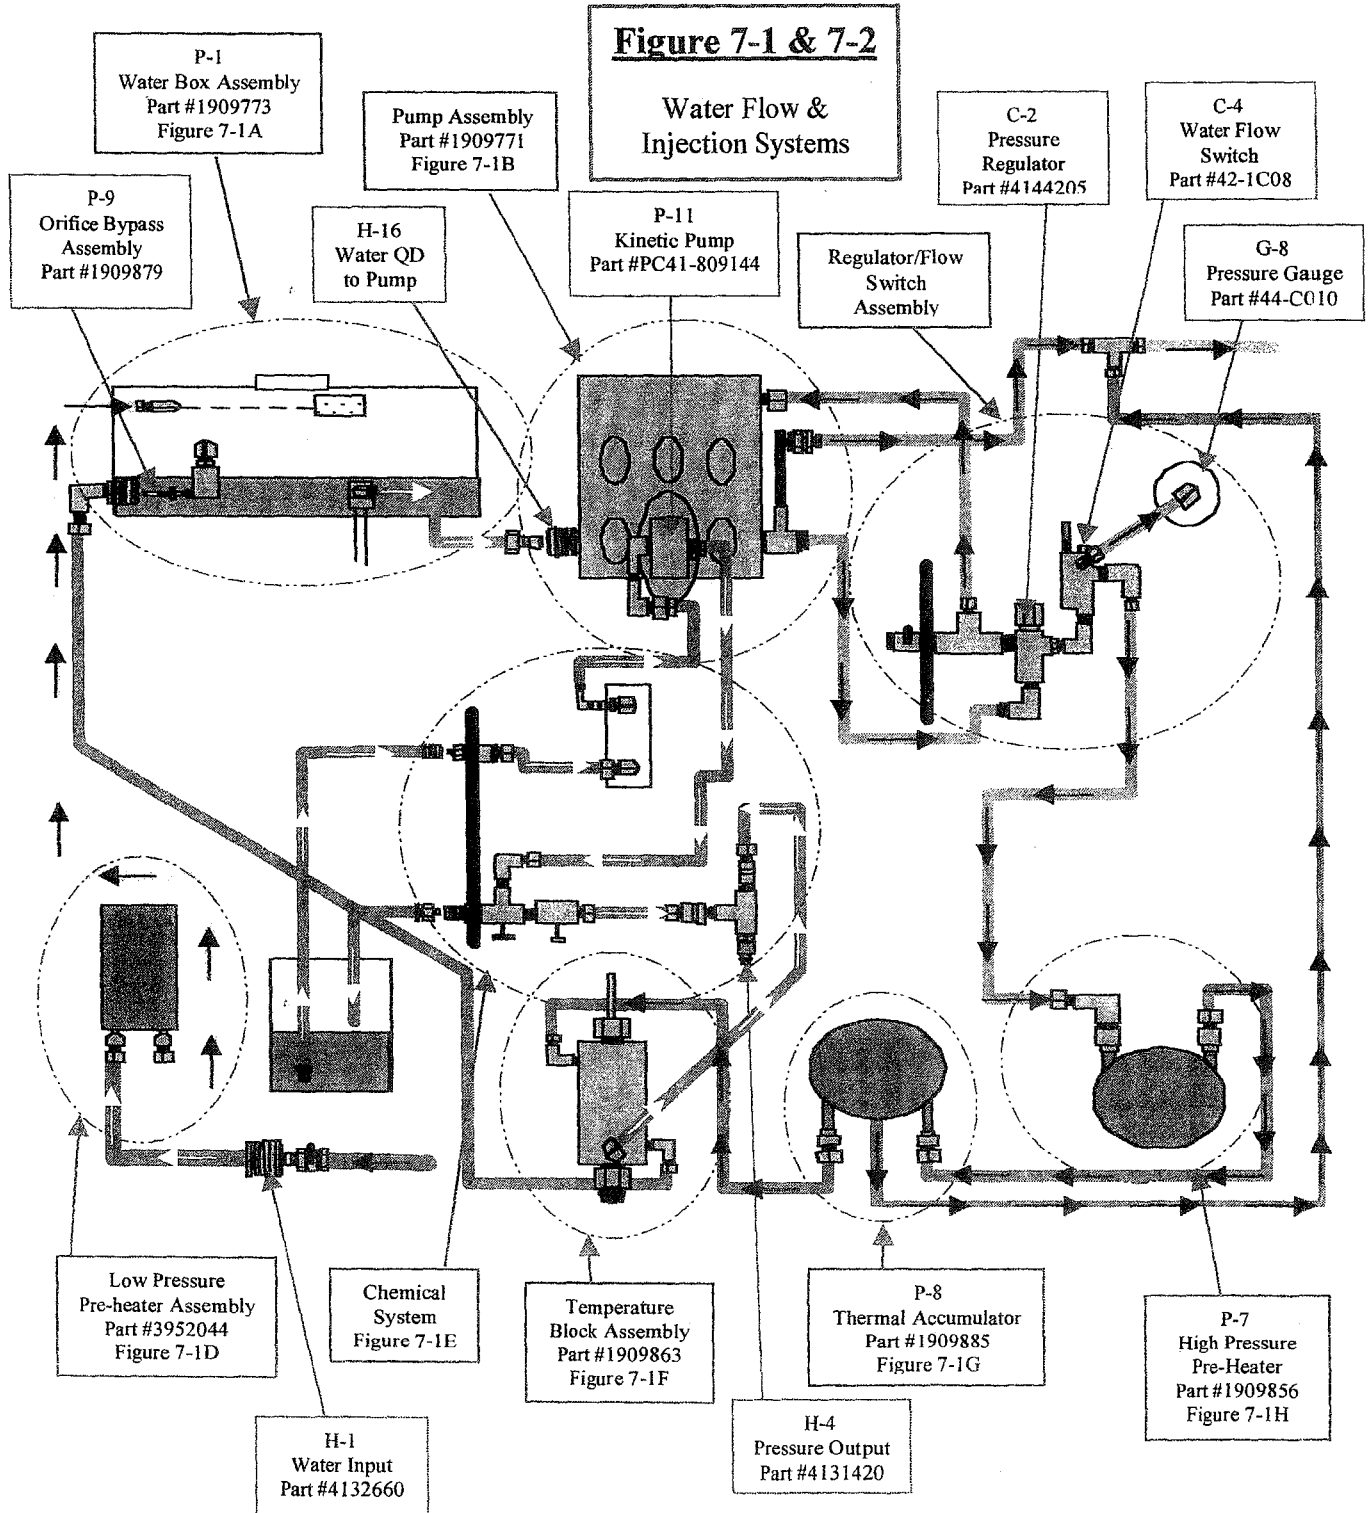 Figure 7-1 & 7-2
Water Flow &
Injection Systems
P-1
Water Box Assembly
Part #1909773
Figure 7-1A
Pump Assembly
Part #1909771
Figure 7-1B
C-2
Pressure
Regulator
Part #4144205
C-4
Water Flow
Switch
Part #42-1C08
P-9
Orifice Bypass
Assembly
Part #1909879
H-16
Water QD
to Pump
P-11
Kinetic Pump
Part #PC41-809144
Regulator/Flow
Switch
Assembly
G-8
Pressure Gauge
Part #44-C010
Low Pressure
Pre-heater Assembly
Part #3952044
Figure 7-1D
Chemical
System
Figure 7-1E
Temperature
Block Assembly
Part #1909863
Figure 7-1F
P-8
Thermal Accumulator
Part #1909885
Figure 7-1G
P-7
High Pressure
Pre-Heater
Part #1909856
Figure 7-1H
H-1
Water Input
Part #4132660
H-4
Pressure Output
Part #4131420